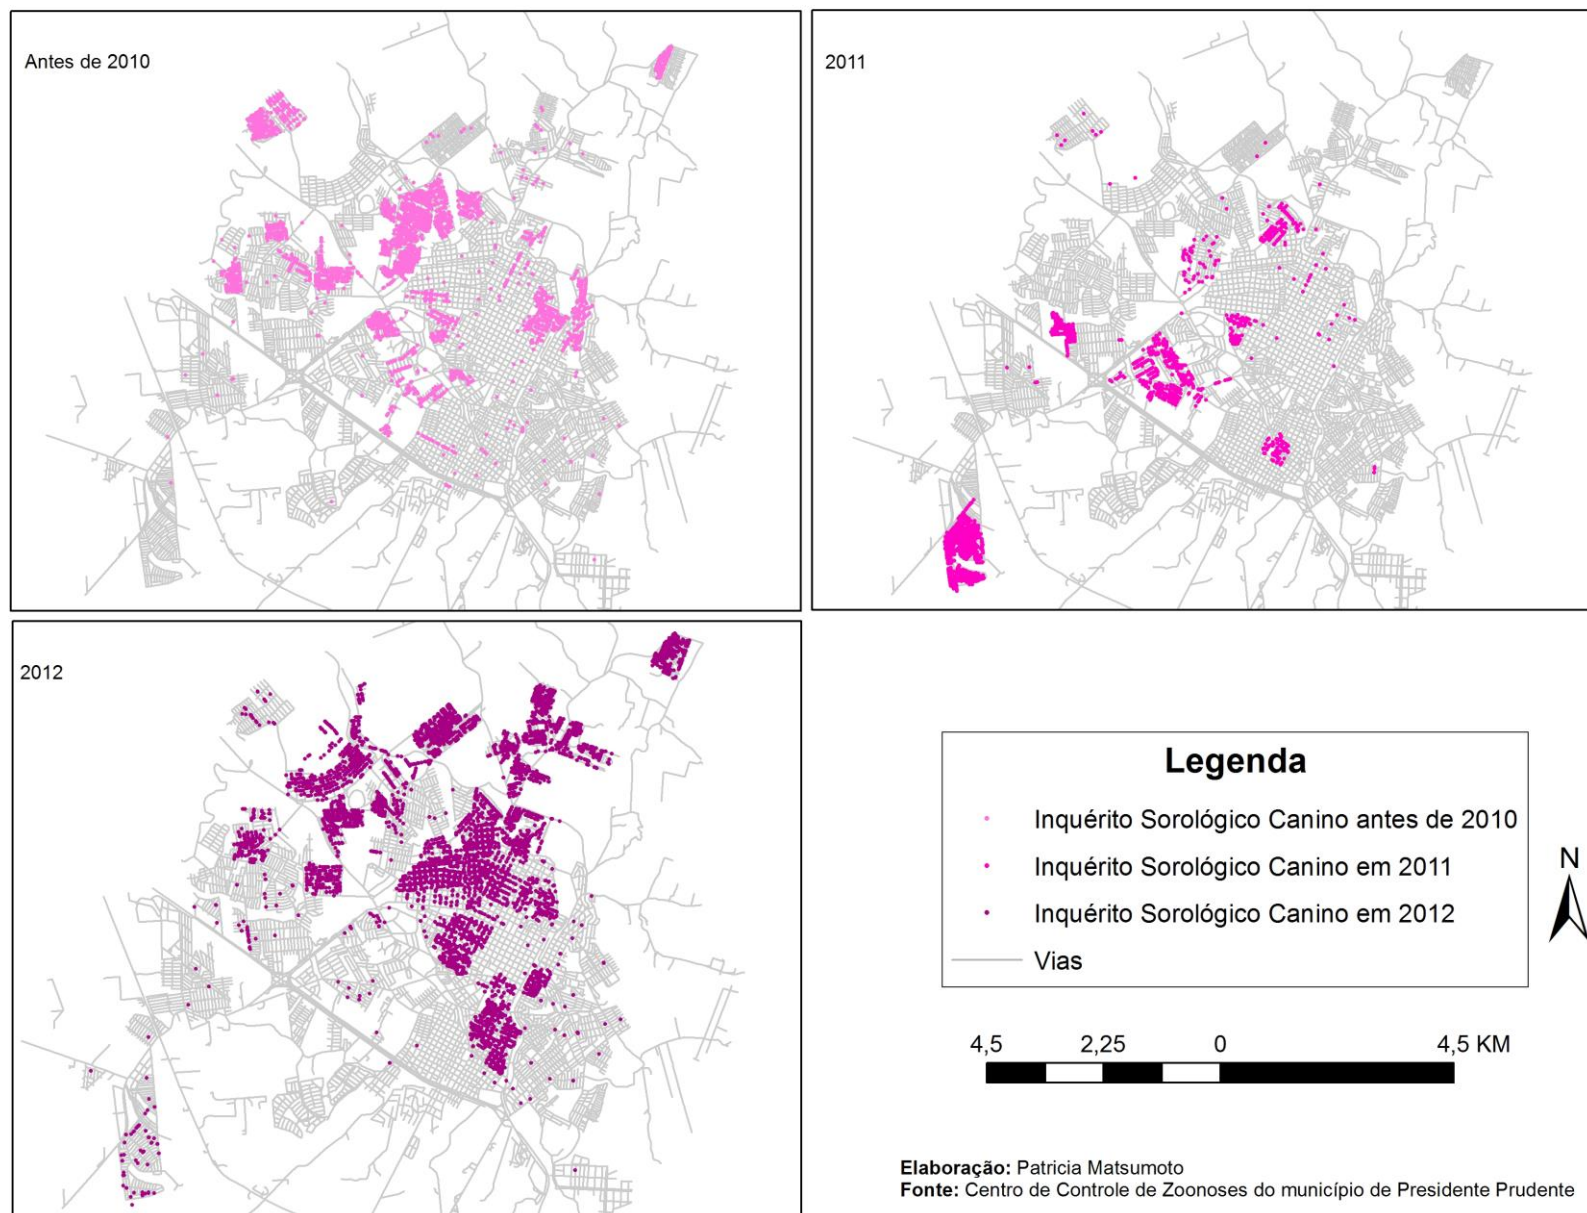 Antes de 2010
2011
2012
Legenda
Inquérito Sorológico Canino antes de 2010
Inquérito Sorológico Canino em 2011
Inquérito Sorológico Canino em 2012
Vias
N
4,5 2,25 0 4,5 KM
Elaboração: Patricia Matsumoto
Fonte: Centro de Controle de Zoonoses do município de Presidente Prudente